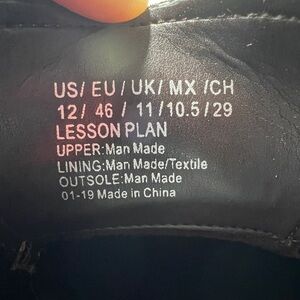 US/ EU / UK/ MX /CH
12/ 46 / 11/10.5/29
LESSON PLAN
UPPER:Man Made
LINING:Man Made/Textile
OUTSOLE:Man Made
01-19 Made in China